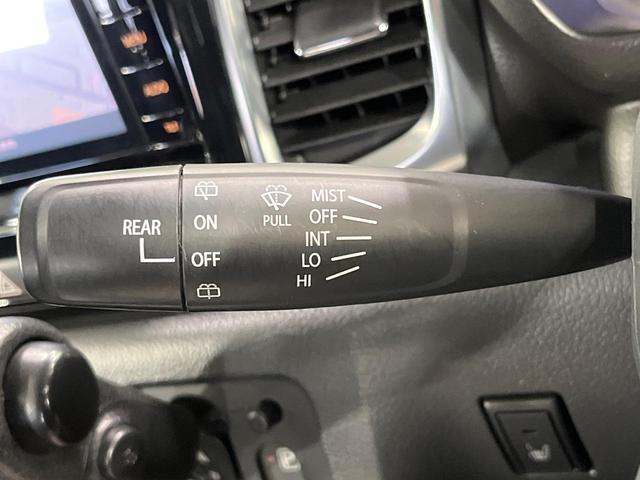 REAR
ON
OFF
PULL
MIST
OFF
INT
LO
HI